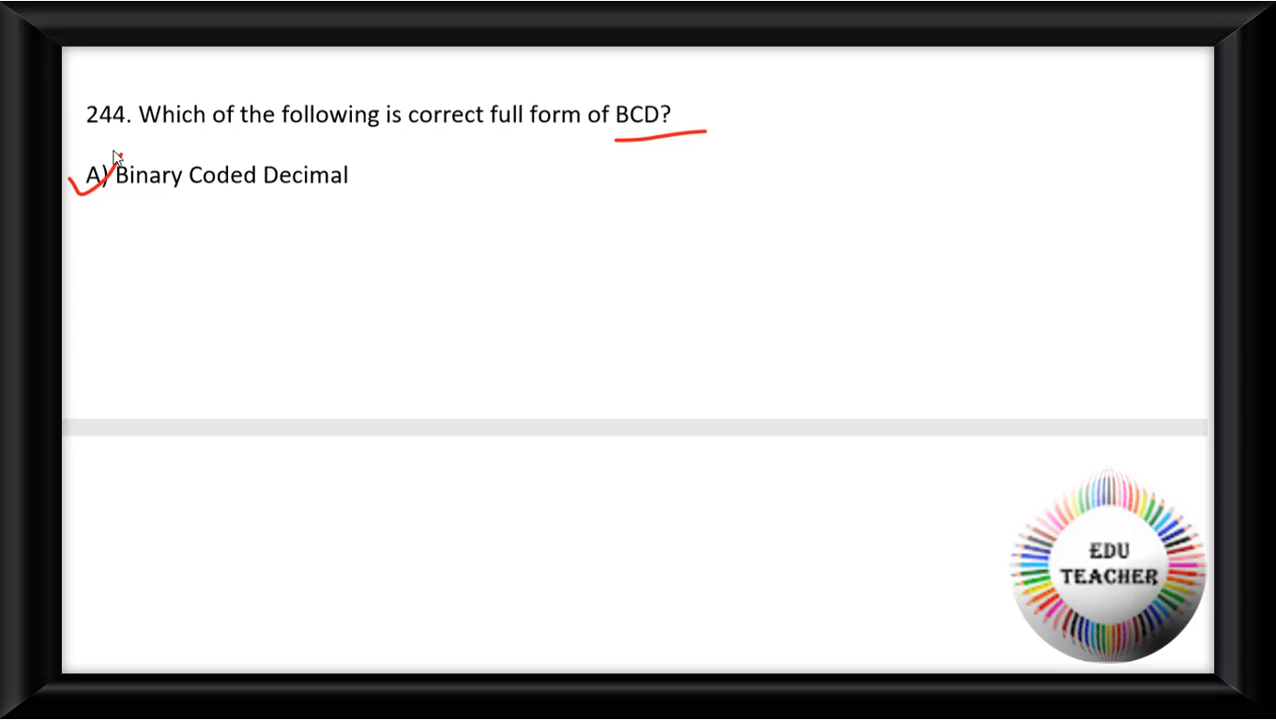 244. Which of the following is correct full form of BCD?
A) Binary Coded Decimal
EDU
TEACHER